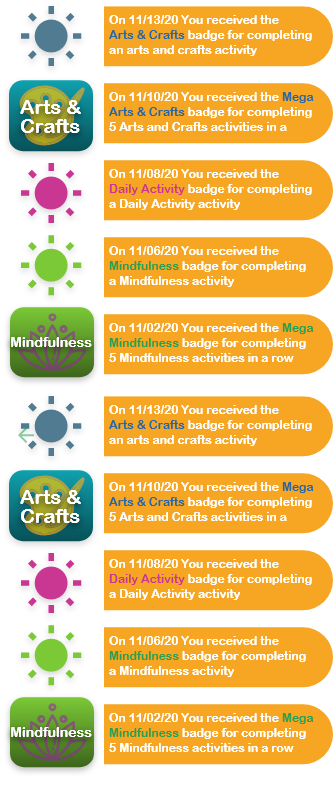 On 11/13/20 You received the
Arts & Crafts badge for completing
an arts and crafts activity
Arts &
Crafts
On 11/10/20 You received the Mega
Arts & Crafts badge for completing
5 Arts and Crafts activities in a
On 11/08/20 You received the
Daily Activity badge for completing
a Daily Activity activity
On 11/06/20 You received the
Mindfulness badge for completing
a Mindfulness activity
Mindfulness
On 11/02/20 You received the Mega
Mindfulness badge for completing
5 Mindfulness activities in a row
On 11/13/20 You received the
Arts & Crafts badge for completing
an arts and crafts activity
Arts &
Crafts
On 11/10/20 You received the Mega
Arts & Crafts badge for completing
5 Arts and Crafts activities in a
On 11/08/20 You received the
Daily Activity badge for completing
a Daily Activity activity
On 11/06/20 You received the
Mindfulness badge for completing
a Mindfulness activity
Mindfulness
On 11/02/20 You received the Mega
Mindfulness badge for completing
5 Mindfulness activities in a row